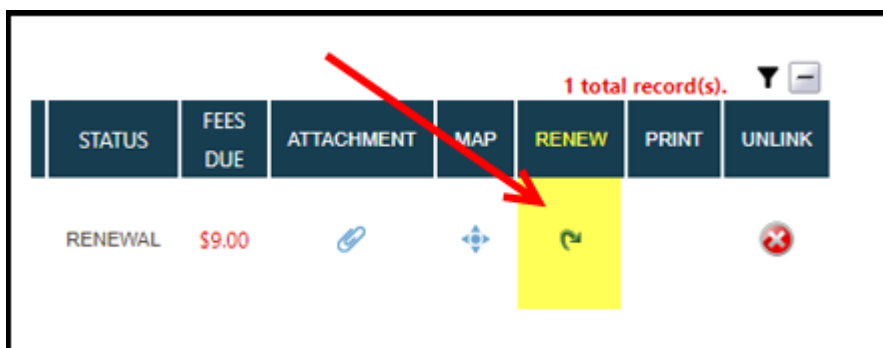 1 total record(s).
STATUS FEES DUE ATTACHMENT MAP RENEW PRINT UNLINK
RENEWAL $9.00